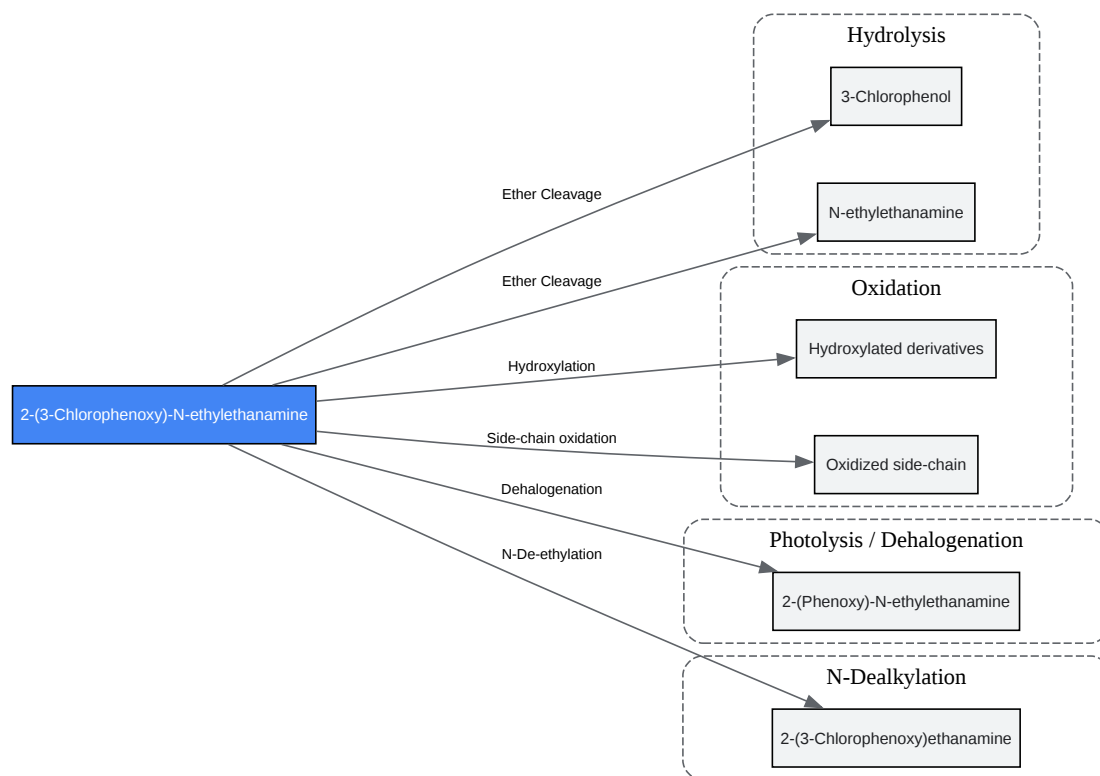 Hydrolysis
3-Chlorophenol
Ether Cleavage
N-ethylethanamine
Ether Cleavage
Oxidation
Hydroxylated derivatives
Hydroxylation
2-(3-Chlorophenoxy)-N-ethylethanamine
Side-chain oxidation
Oxidized side-chain
Dehalogenation
Photolysis / Dehalogenation
N-De-ethylation
2-(Phenoxy)-N-ethylethanamine
N-Dealkylation
2-(3-Chlorophenoxy)ethanamine